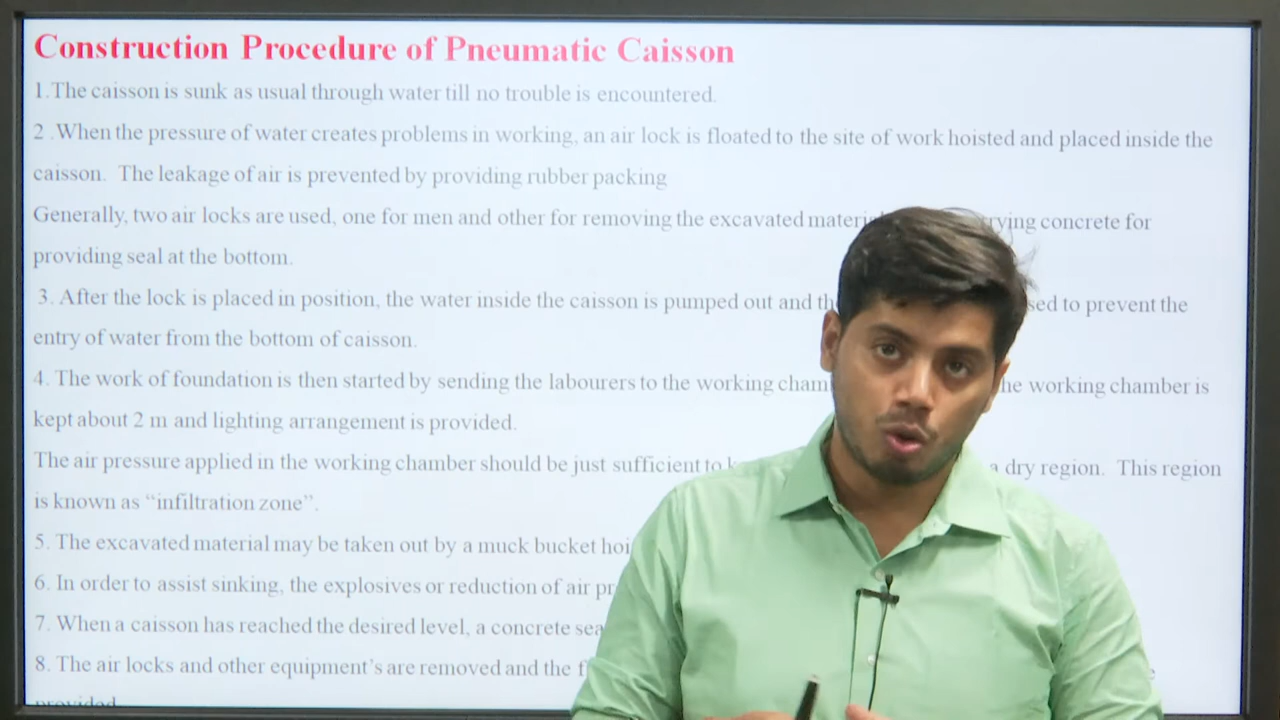 Construction Procedure of Pneumatic Caisson
1.The caisson is sunk as usual through water till no trouble is encountered.
2 .When the pressure of water creates problems in working, an air lock is floated to the site of work hoisted and placed inside the
caisson. The leakage of air is prevented by providing rubber packing
Generally, two air locks are used, one for men and other for removing the excavated concrete for
providing seal at the bottom.
3. After the lock is placed in position, the water inside the caisson is pumped out and to prevent the
entry of water from the bottom of caisson.
4. The work of foundation is then started by sending the labourers to the working working chamber is
kept about 2 m and lighting arrangement is provided.
The air pressure applied in the working chamber should be just sufficient to a dry region. This region
is known as “infiltration zone”.
5. The excavated material may be taken out by a muck bucket
6. In order to assist sinking, the explosives or reduction of air
7. When a caisson has reached the desired level, a concrete
8. The air locks and other equipment's are removed and the
provided.